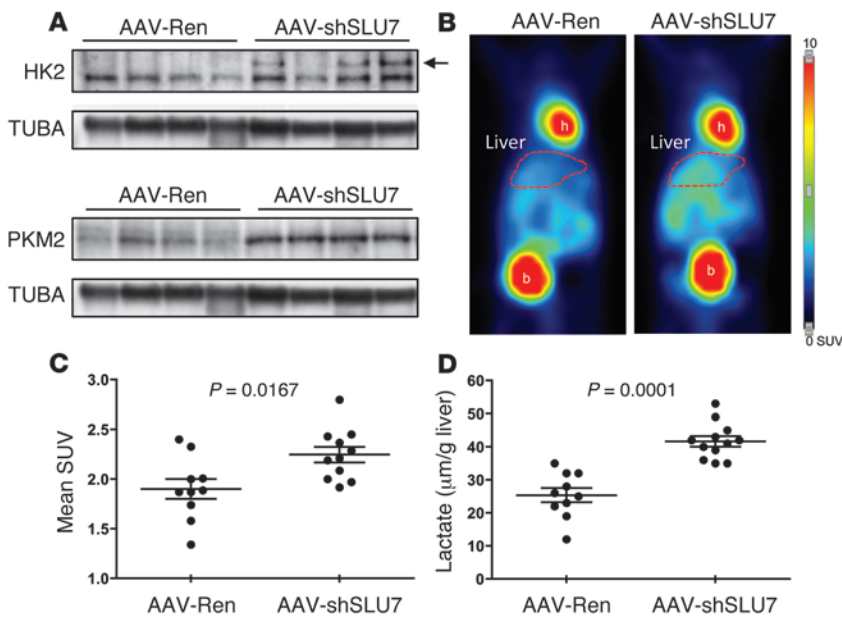 A
AAV-Ren AAV-shSLU7
HK2
TUBA
AAV-Ren AAV-shSLU7
PKM2
TUBA
B
AAV-Ren AAV-shSLU7
10
h h
Liver Liver
b b
0 SUV
C
P = 0.0167
3.0
2.5
2.0
1.5
1.0
Mean SUV
AAV-Ren AAV-shSLU7
D
P = 0.0001
60
50
40
30
20
10
0
Lactate (μm/g liver)
AAV-Ren AAV-shSLU7